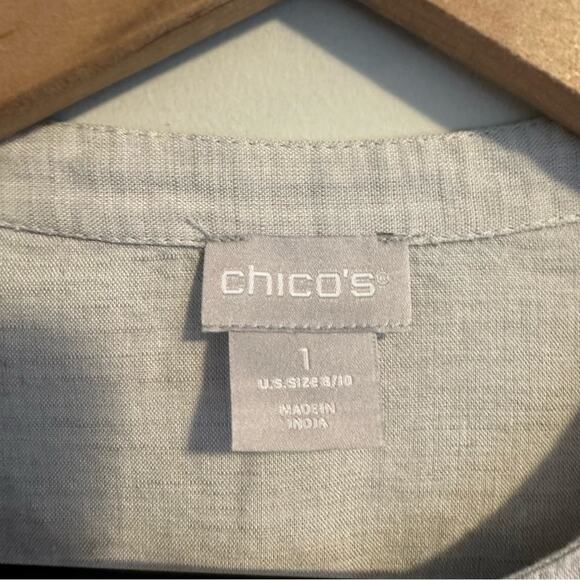 chico's®
1
U.S.SIZE 8/10
MADE IN
INDIA